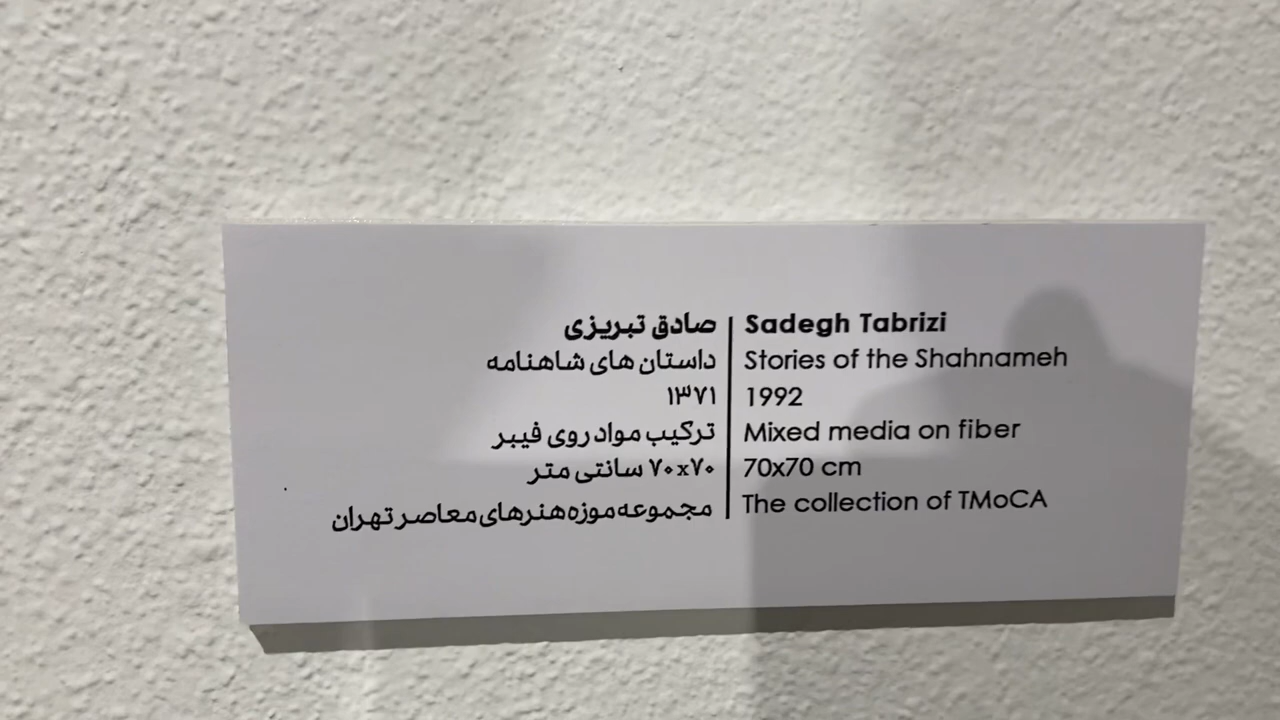 صادق تبریزی
داستان های شاهنامه
۱۳۷۱
ترکیب مواد روی فیبر
۷۰x۷۰ سانتی متر
مجموعه موزه هنرهای معاصر تهران
Sadegh Tabrizi
Stories of the Shahnameh
1992
Mixed media on fiber
70x70 cm
The collection of TMoCA